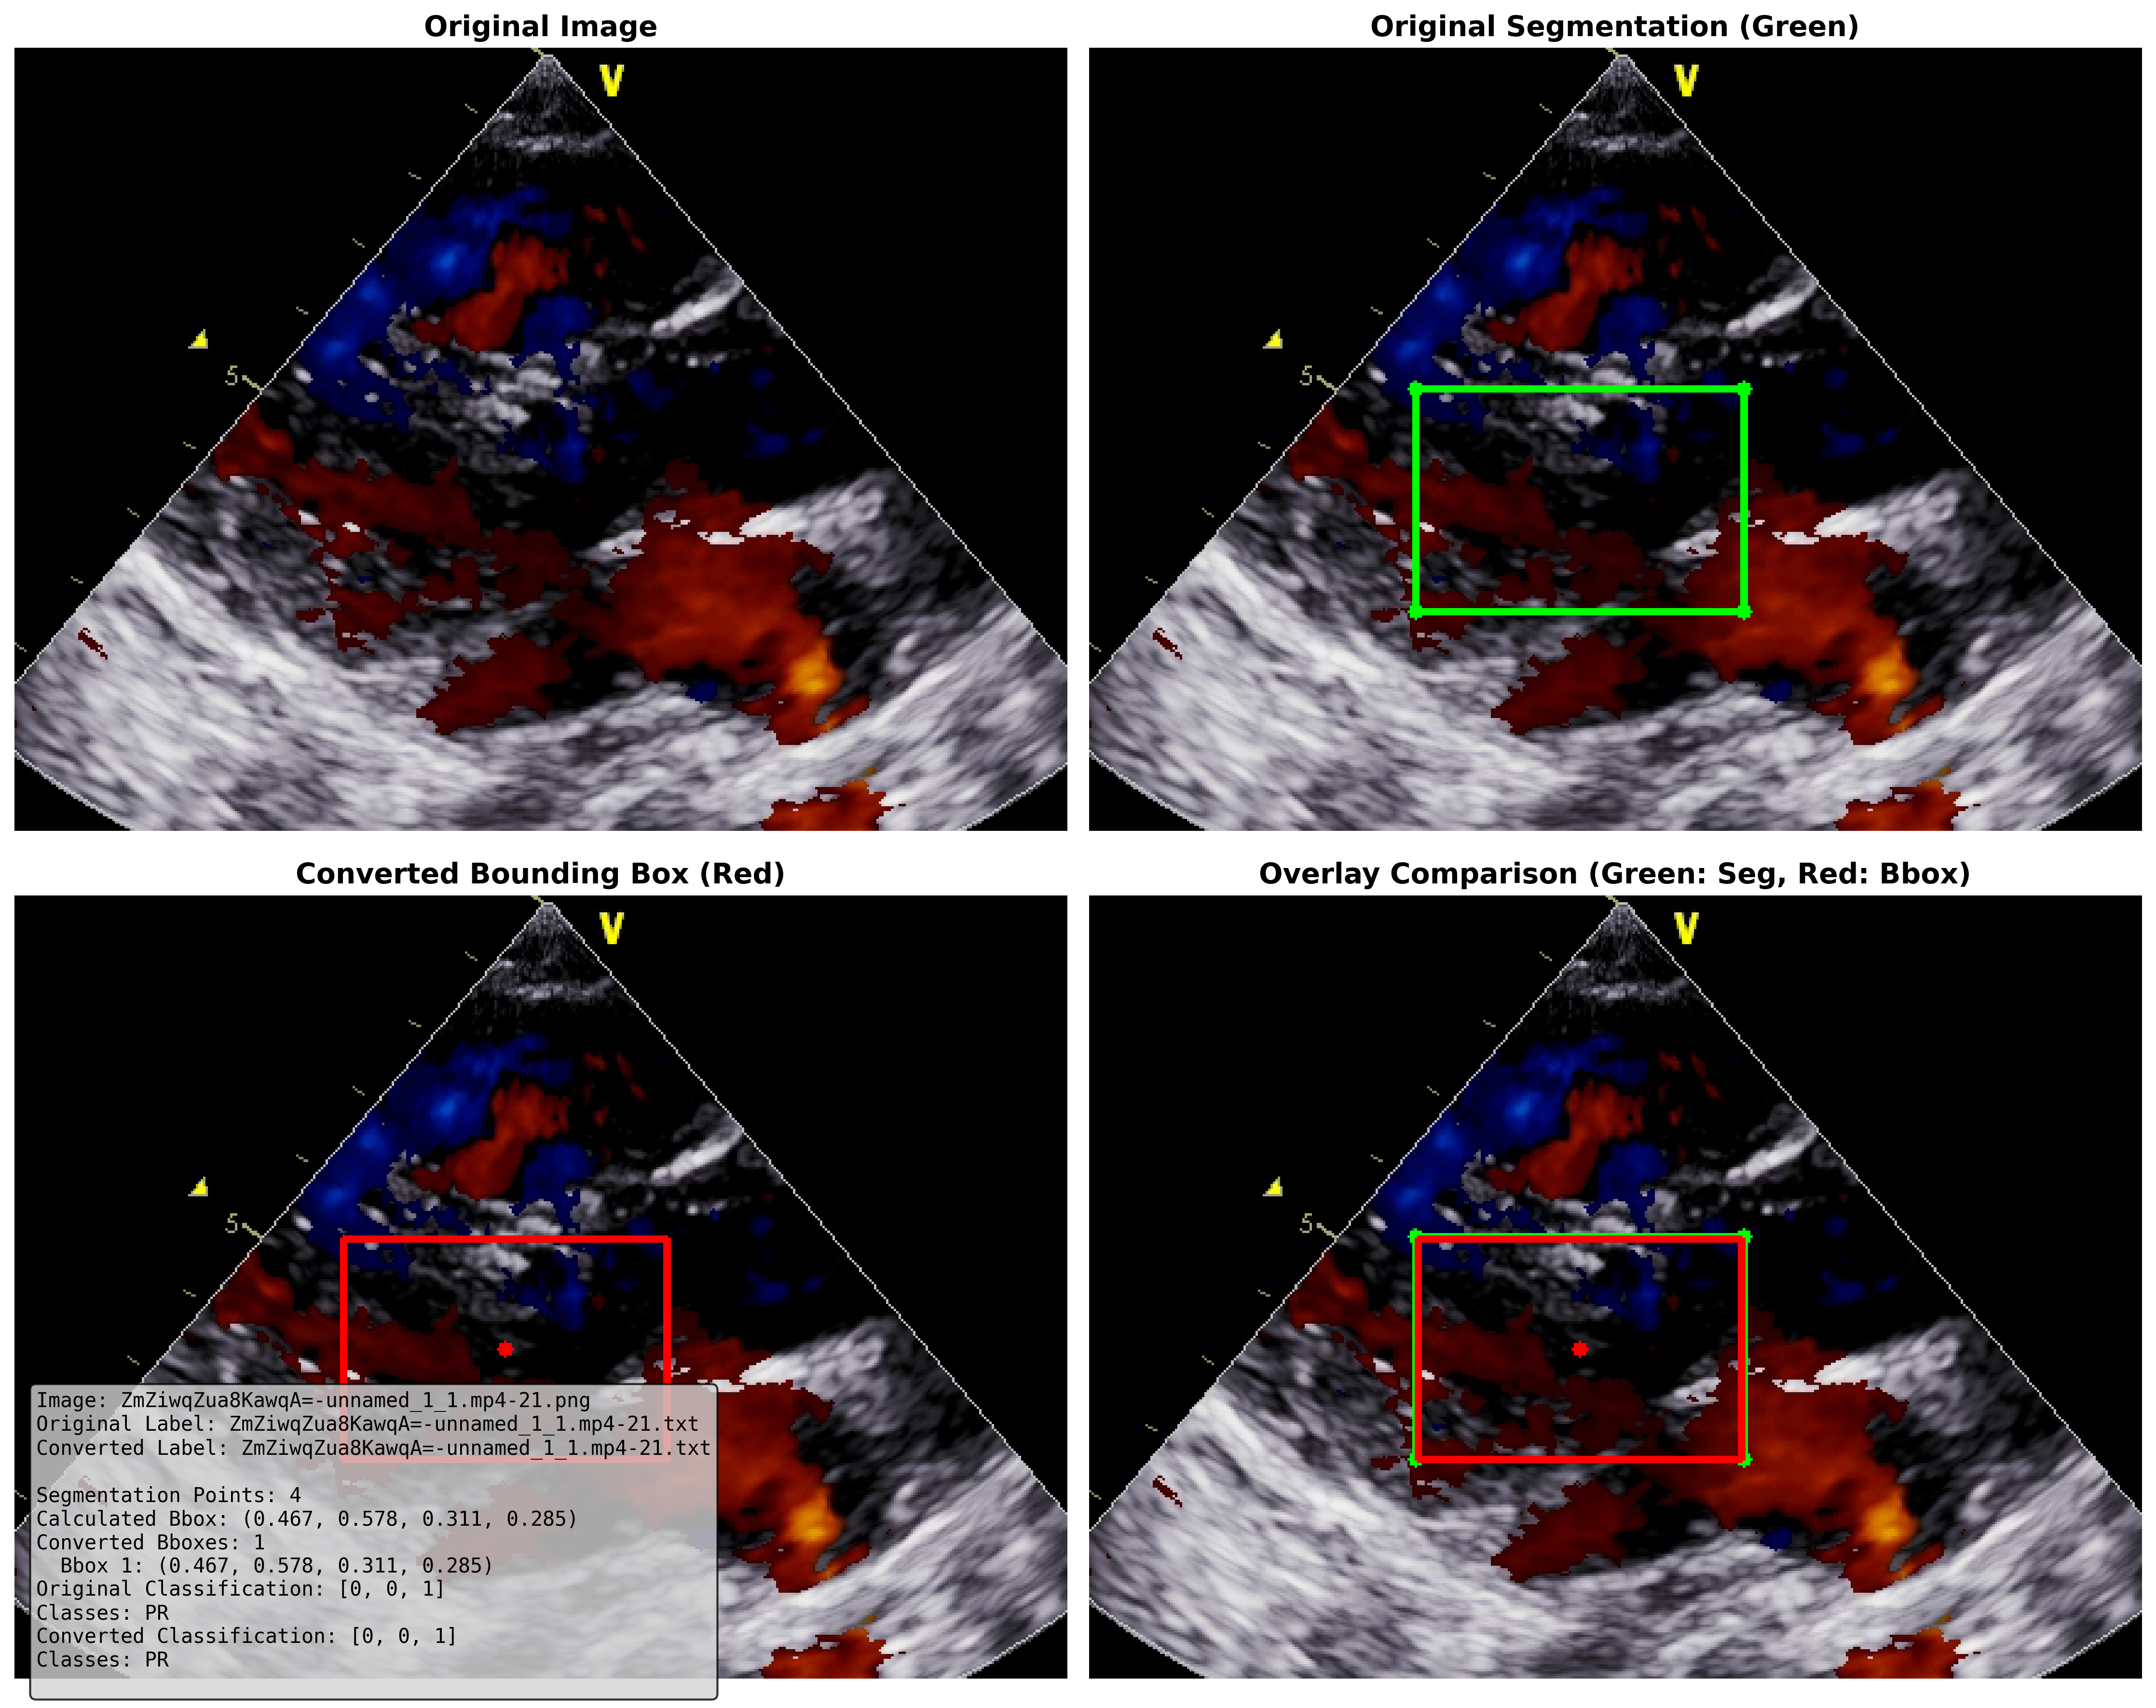 Original Image
Original Segmentation (Green)
V
5
V
5
Converted Bounding Box (Red)
Overlay Comparison (Green: Seg, Red: Bbox)
V
5
V
5
Image: ZmZiwqZua8KawqA=-unnamed_1_1.mp4-21.png
Original Label: ZmZiwqZua8KawqA=-unnamed_1_1.mp4-21.txt
Converted Label: ZmZiwqZua8KawqA=-unnamed_1_1.mp4-21.txt
Segmentation Points: 4
Calculated Bbox: (0.467, 0.578, 0.311, 0.285)
Converted Bboxes: 1
Bbox 1: (0.467, 0.578, 0.311, 0.285)
Original Classification: [0, 0, 1]
Classes: PR
Converted Classification: [0, 0, 1]
Classes: PR